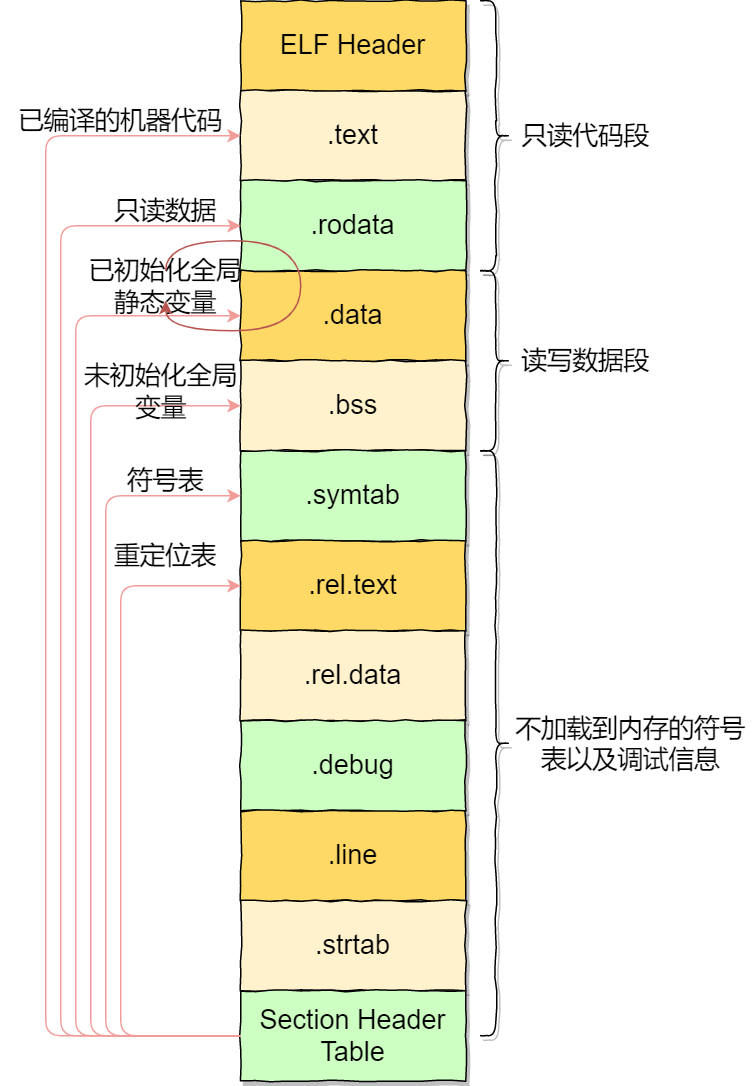 ELF Header
已编译的机器代码
.text
只读代码段
只读数据
.rodata
已初始化全局
静态变量
.data
读写数据段
未初始化全局
变量
.bss
符号表
.symtab
重定位表
.rel.text
.rel.data
不加载到内存的符号
表以及调试信息
.debug
.line
.strtab
Section Header
Table